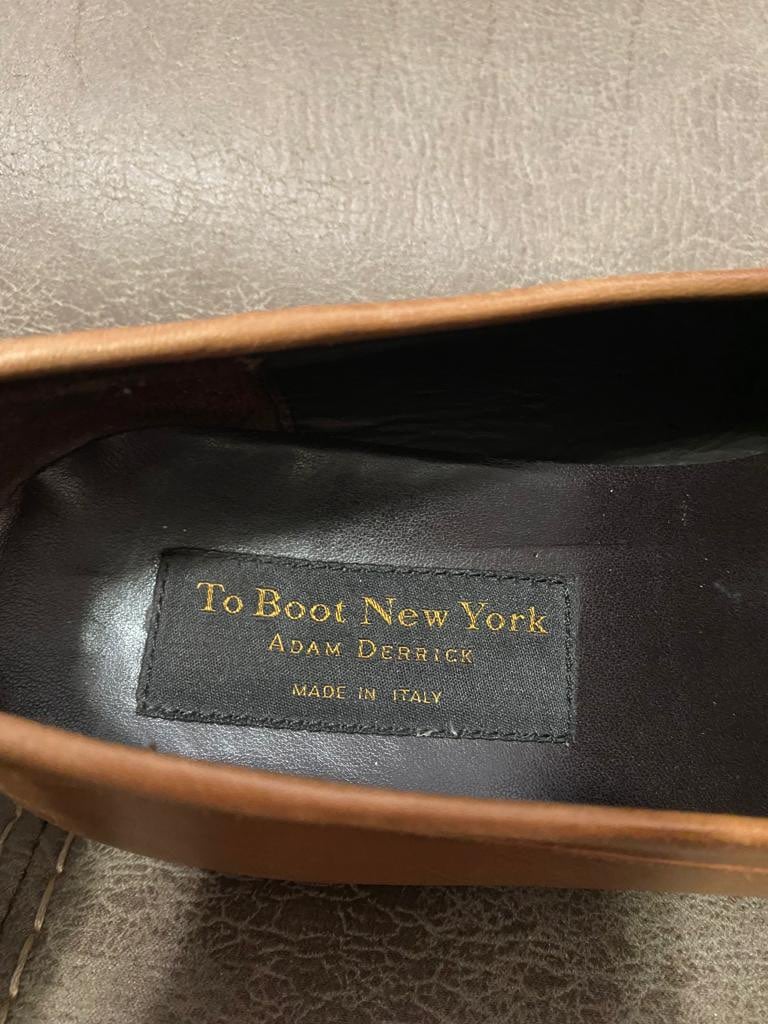 To Boot New York
ADAM DERRICK
MADE IN ITALY